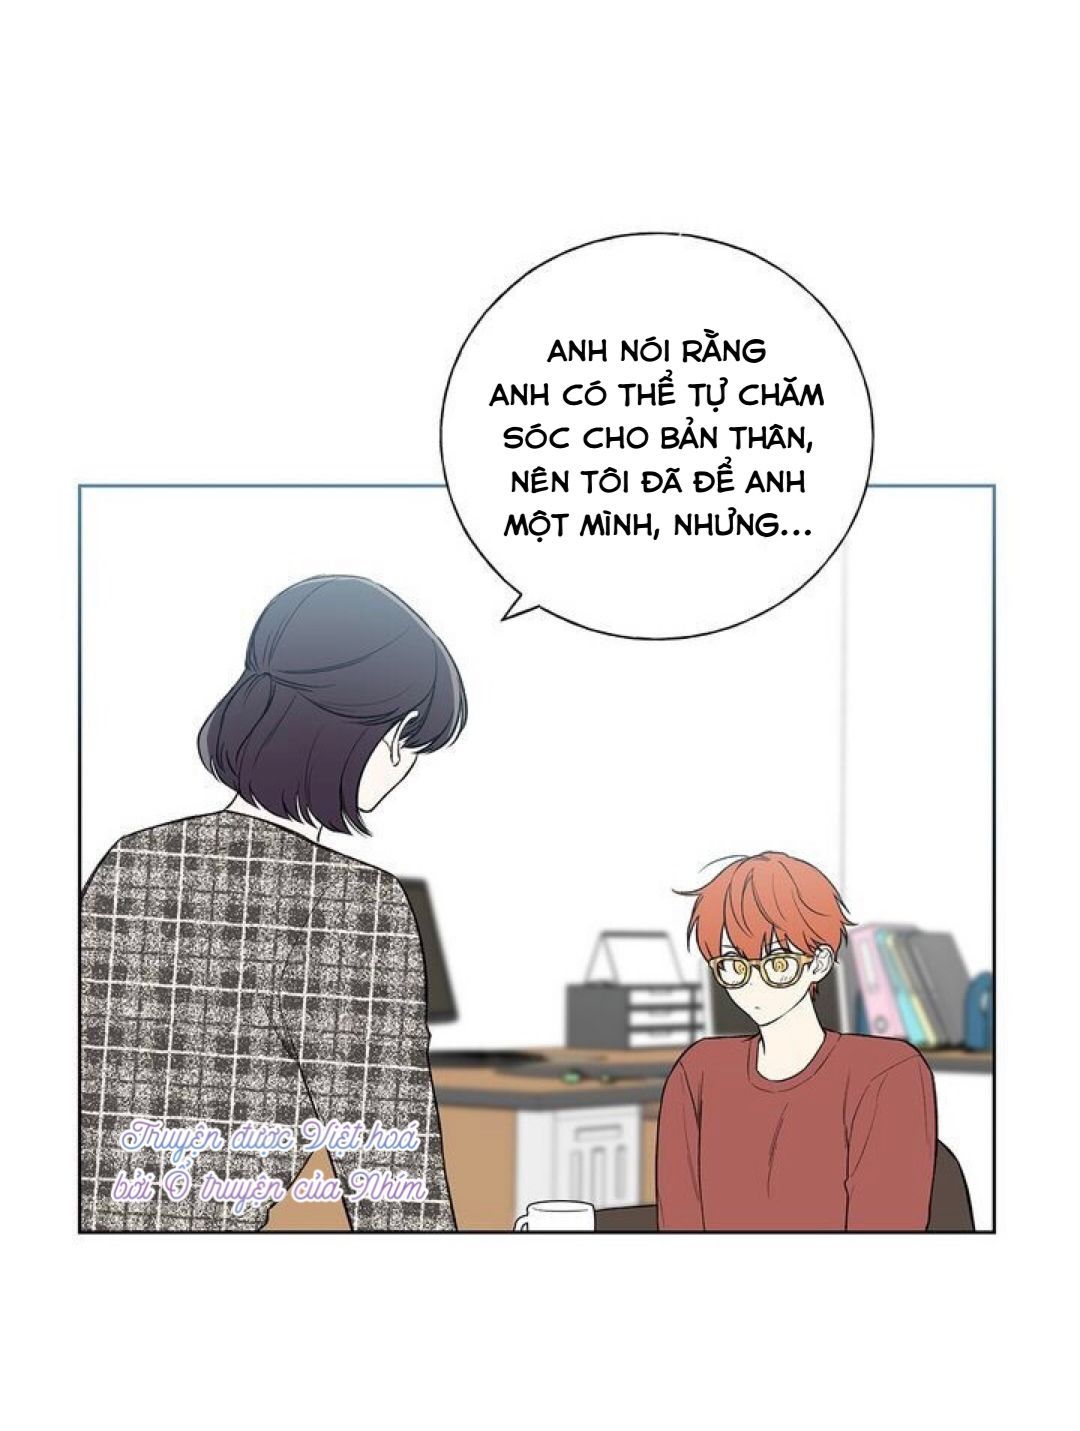 ANH NÓI RẰNG
ANH CÓ THỂ TỰ CHĂM
SÓC CHO BẢN THÂN,
NÊN TÔI ĐÃ ĐỂ ANH
MỘT MÌNH, NHƯNG...
Truyện được Việt hoá
bởi Ổ truyện của Nhím